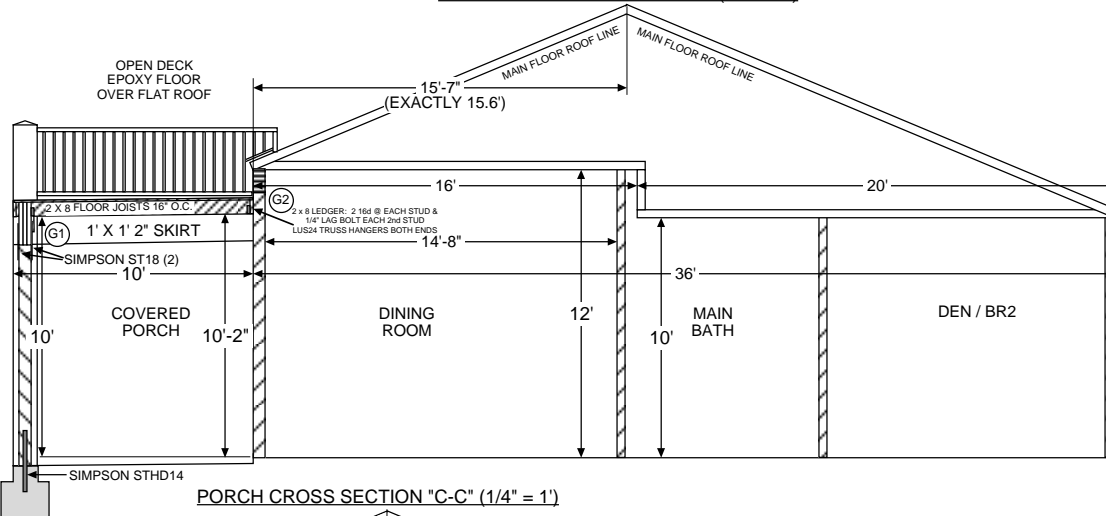 MAIN FLOOR ROOF LINE
MAIN FLOOR ROOF LINE
OPEN DECK
EPOXY FLOOR
OVER FLAT ROOF
15'-7"
(EXACTLY 15.6')
16'
20'
2 X 8 FLOOR JOISTS 16" O.C.
G2
2 x 8 LEDGER: 2 16d @ EACH STUD &
1/4" LAG BOLT EACH 2nd STUD
LUS24 TRUSS HANGERS BOTH ENDS
G1
1' X 1' 2" SKIRT
14'-8"
SIMPSON ST18 (2)
10'
36'
COVERED
PORCH
DINING
ROOM
MAIN
BATH
DEN / BR2
10'
10'-2"
12'
10'
SIMPSON STHD14
PORCH CROSS SECTION "C-C" (1/4" = 1')